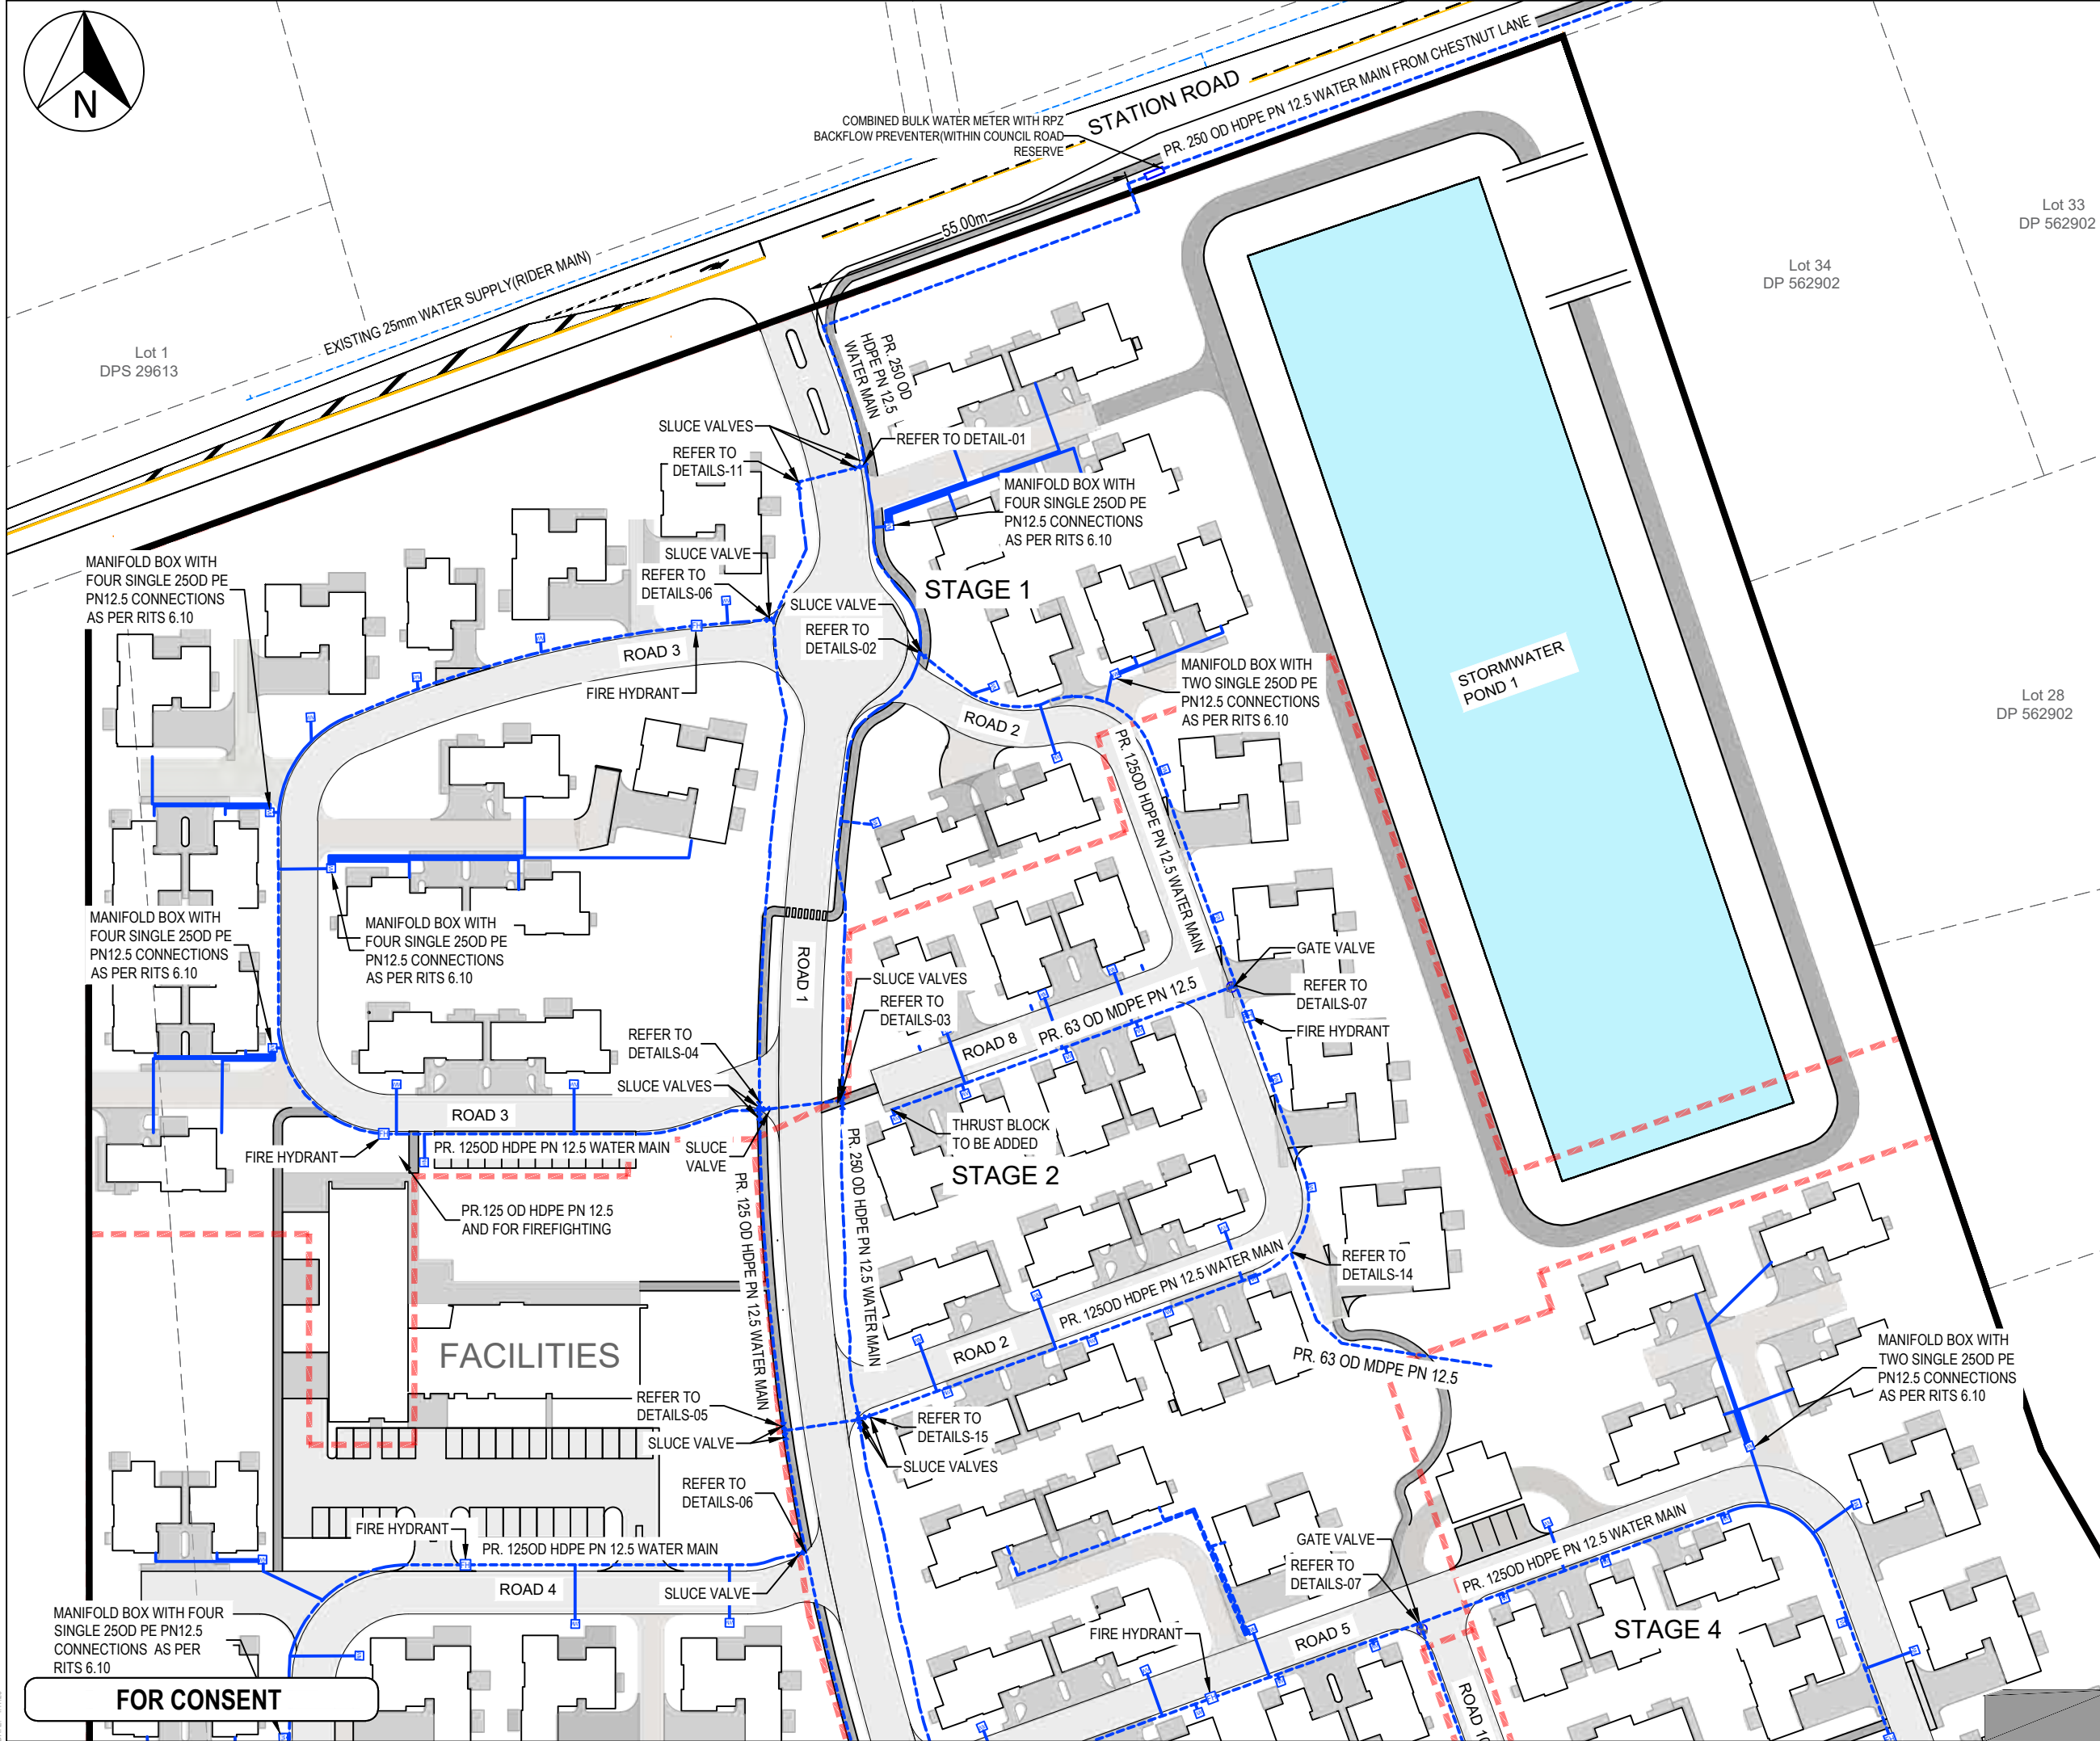 N
COMBINED BULK WATER METER WITH RPZ
BACKFLOW PREVENTER(WITHIN COUNCIL ROAD
RESERVE
STATION ROAD
PR. 250 OD HDPE PN 12.5 WATER MAIN FROM CHESTNUT LANE
55.00m
EXISTING 25mm WATER SUPPLY(RIDER MAIN)
Lot 1
DPS 29613
Lot 33
DP 562902
Lot 34
DP 562902
Lot 28
DP 562902
PR. 250 OD
HDPE PN 12.5
WATER MAIN
SLUCE VALVES
REFER TO DETAIL-01
REFER TO
DETAILS-11
MANIFOLD BOX WITH
FOUR SINGLE 25OD PE
PN12.5 CONNECTIONS
AS PER RITS 6.10
MANIFOLD BOX WITH
FOUR SINGLE 25OD PE
PN12.5 CONNECTIONS
AS PER RITS 6.10
SLUCE VALVE
REFER TO
DETAILS-06
STAGE 1
SLUCE VALVE
REFER TO
DETAILS-02
ROAD 3
FIRE HYDRANT
MANIFOLD BOX WITH
TWO SINGLE 25OD PE
PN12.5 CONNECTIONS
AS PER RITS 6.10
ROAD 2
STORMWATER
POND 1
PR. 125OD HDPE PN 12.5 WATER MAIN
MANIFOLD BOX WITH
FOUR SINGLE 25OD PE
PN12.5 CONNECTIONS
AS PER RITS 6.10
MANIFOLD BOX WITH
FOUR SINGLE 25OD PE
PN12.5 CONNECTIONS
AS PER RITS 6.10
ROAD 1
GATE VALVE
REFER TO
DETAILS-07
SLUCE VALVES
REFER TO
DETAILS-03
FIRE HYDRANT
PR. 63 OD MDPE PN 12.5
ROAD 8
REFER TO
DETAILS-04
SLUCE VALVES
ROAD 3
THRUST BLOCK
TO BE ADDED
PR. 125OD HDPE PN 12.5 WATER MAIN
SLUCE
VALVE
FIRE HYDRANT
STAGE 2
PR.125 OD HDPE PN 12.5
AND FOR FIREFIGHTING
PR. 125 OD HDPE PN 12.5 WATER MAIN
PR. 250 OD HDPE PN 12.5 WATER MAIN
REFER TO
DETAILS-14
PR. 125OD HDPE PN 12.5 WATER MAIN
ROAD 2
FACILITIES
PR. 63 OD MDPE PN 12.5
MANIFOLD BOX WITH
TWO SINGLE 25OD PE
PN12.5 CONNECTIONS
AS PER RITS 6.10
REFER TO
DETAILS-05
SLUCE VALVE
REFER TO
DETAILS-15
SLUCE VALVES
REFER TO
DETAILS-06
FIRE HYDRANT
PR. 125OD HDPE PN 12.5 WATER MAIN
ROAD 4
SLUCE VALVE
GATE VALVE
REFER TO
DETAILS-07
PR. 125OD HDPE PN 12.5 WATER MAIN
FIRE HYDRANT
ROAD 5
STAGE 4
ROAD 10
MANIFOLD BOX WITH FOUR
SINGLE 25OD PE PN12.5
CONNECTIONS AS PER
RITS 6.10
FOR CONSENT